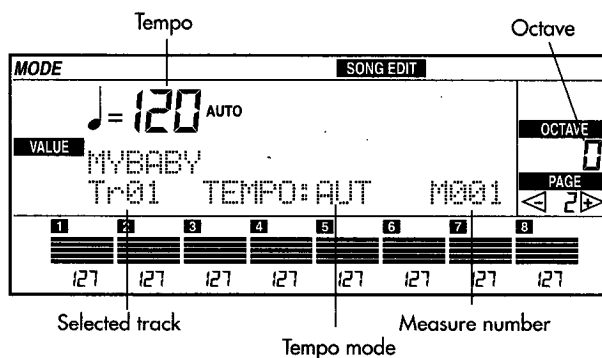 Tempo
Octave
MODE
SONG EDIT
♩=120 AUTO
OCTAVE
0
VALUE
MYBABY
PAGE
Tr01 TEMPO:AUT M001
- 2 +
1 2 3 4 5 6 7 8
127 127 127 127 127 127 127 127
Selected track
Measure number
Tempo mode